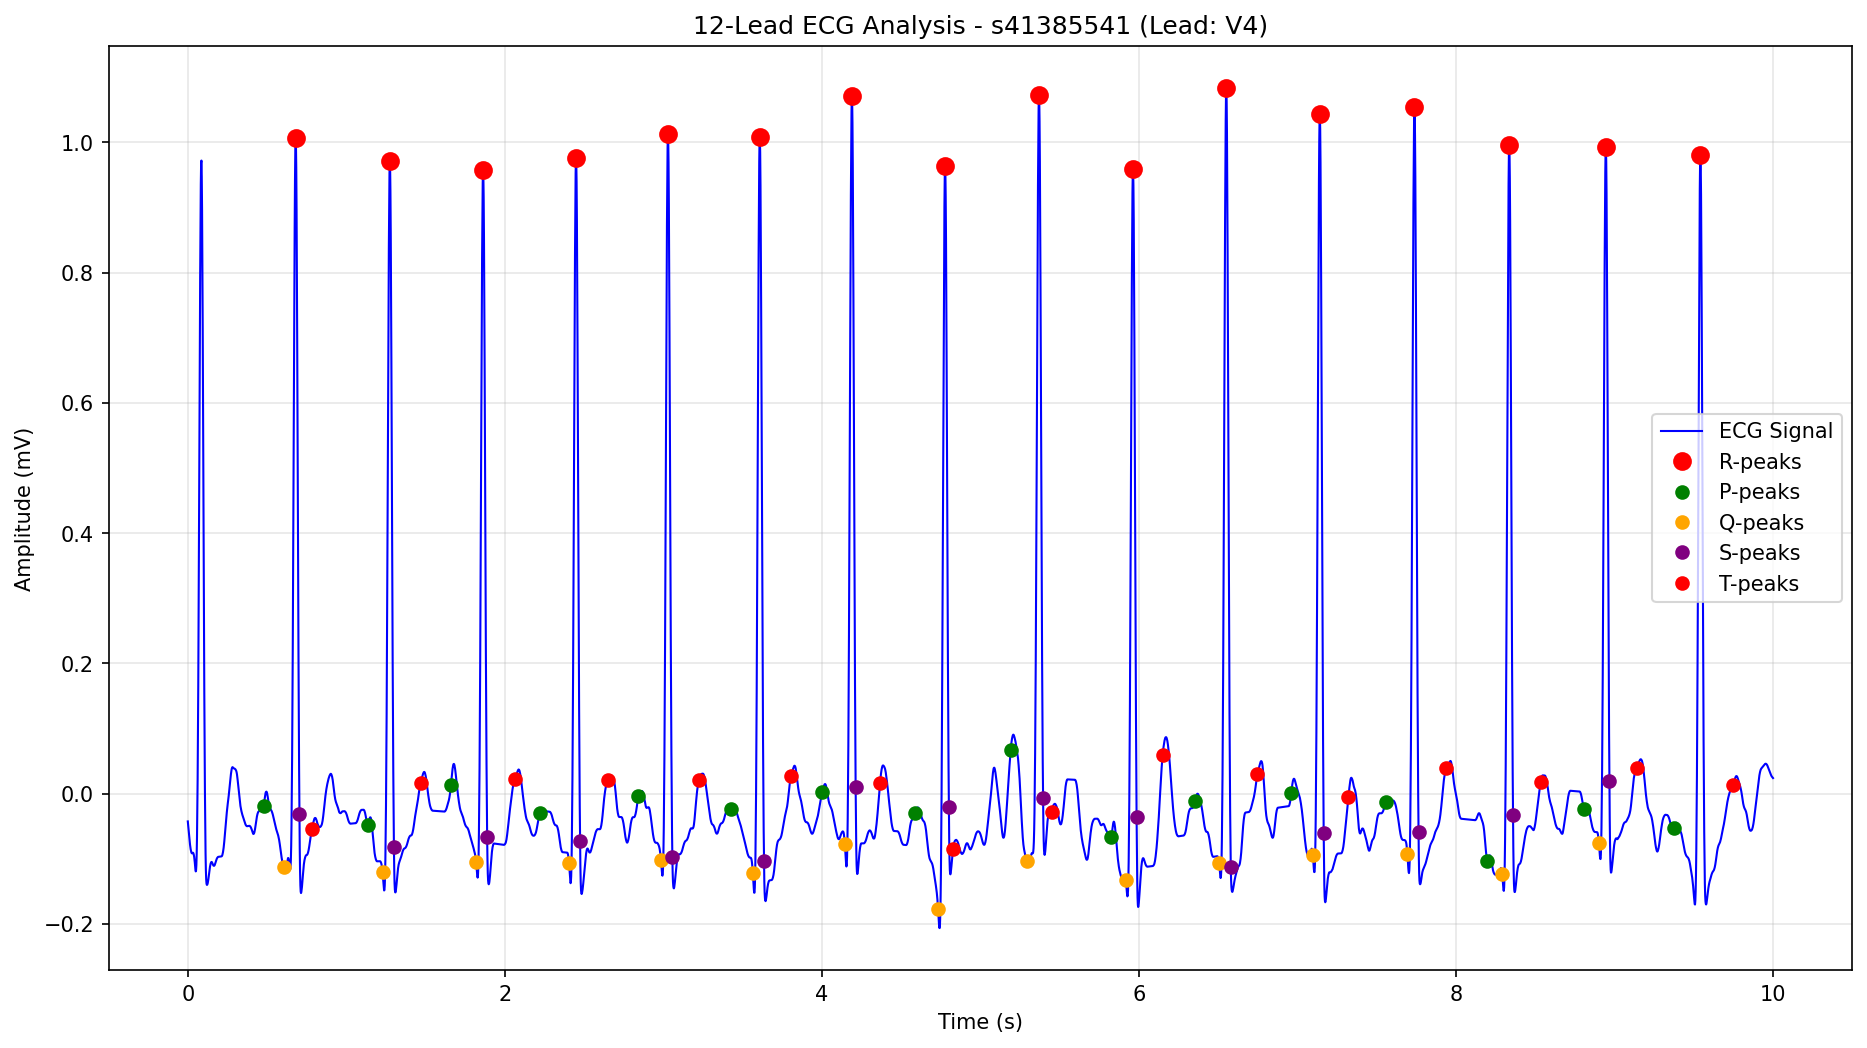 12-Lead ECG Analysis - s41385541 (Lead: V4)
Amplitude (mV)
1.0
0.8
0.6
0.4
0.2
0.0
−0.2
ECG Signal
R-peaks
P-peaks
Q-peaks
S-peaks
T-peaks
0 2 4 6 8 10
Time (s)